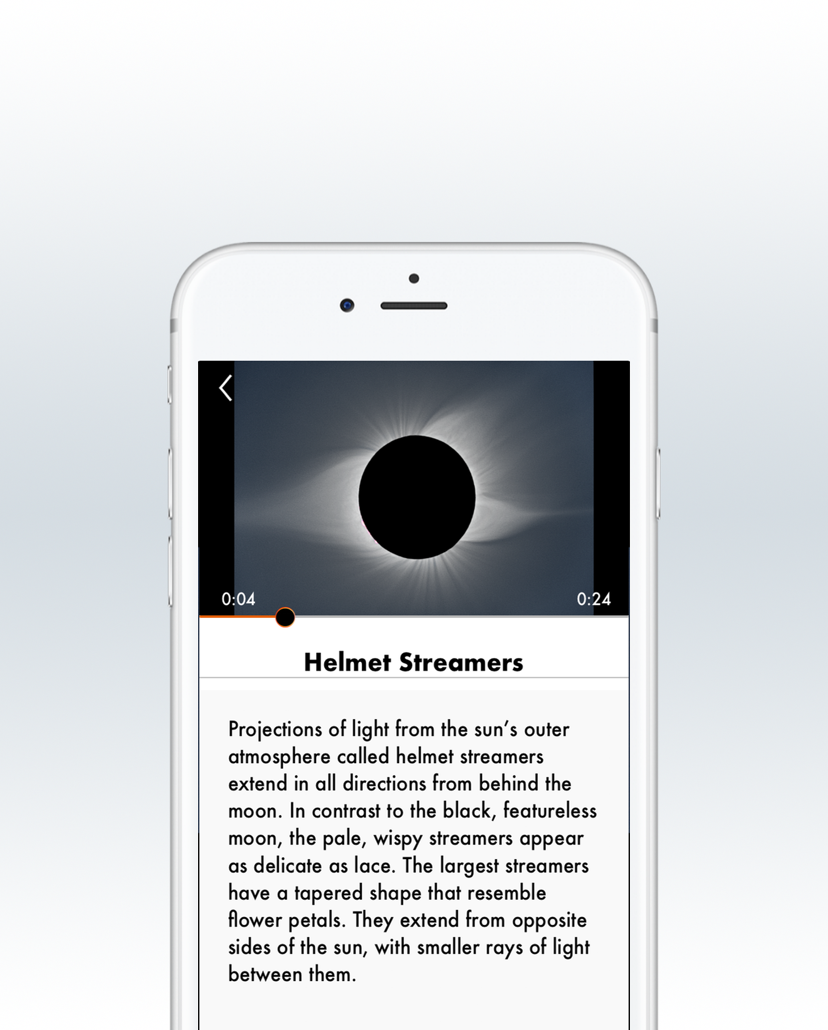 0:04 0:24
Helmet Streamers
Projections of light from the sun’s outer
atmosphere called helmet streamers
extend in all directions from behind the
moon. In contrast to the black, featureless
moon, the pale, wispy streamers appear
as delicate as lace. The largest streamers
have a tapered shape that resemble
flower petals. They extend from opposite
sides of the sun, with smaller rays of light
between them.